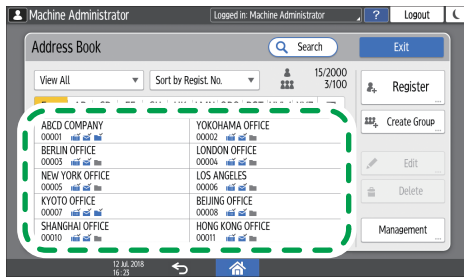 Machine Administrator
Logged in: Machine Administrator
?
Logout
Address Book
Search
Exit
View All
Sort by Regist. No.
15/2000
3/100
Register
ABCD COMPANY
00001
YOKOHAMA OFFICE
00002
Create Group
BERLIN OFFICE
00003
LONDON OFFICE
00004
NEW YORK OFFICE
00005
LOS ANGELES
00006
Edit
KYOTO OFFICE
00007
BEIJING OFFICE
00008
Delete
SHANGHAI OFFICE
00010
HONG KONG OFFICE
00011
Management
12 Jul. 2018
16:23